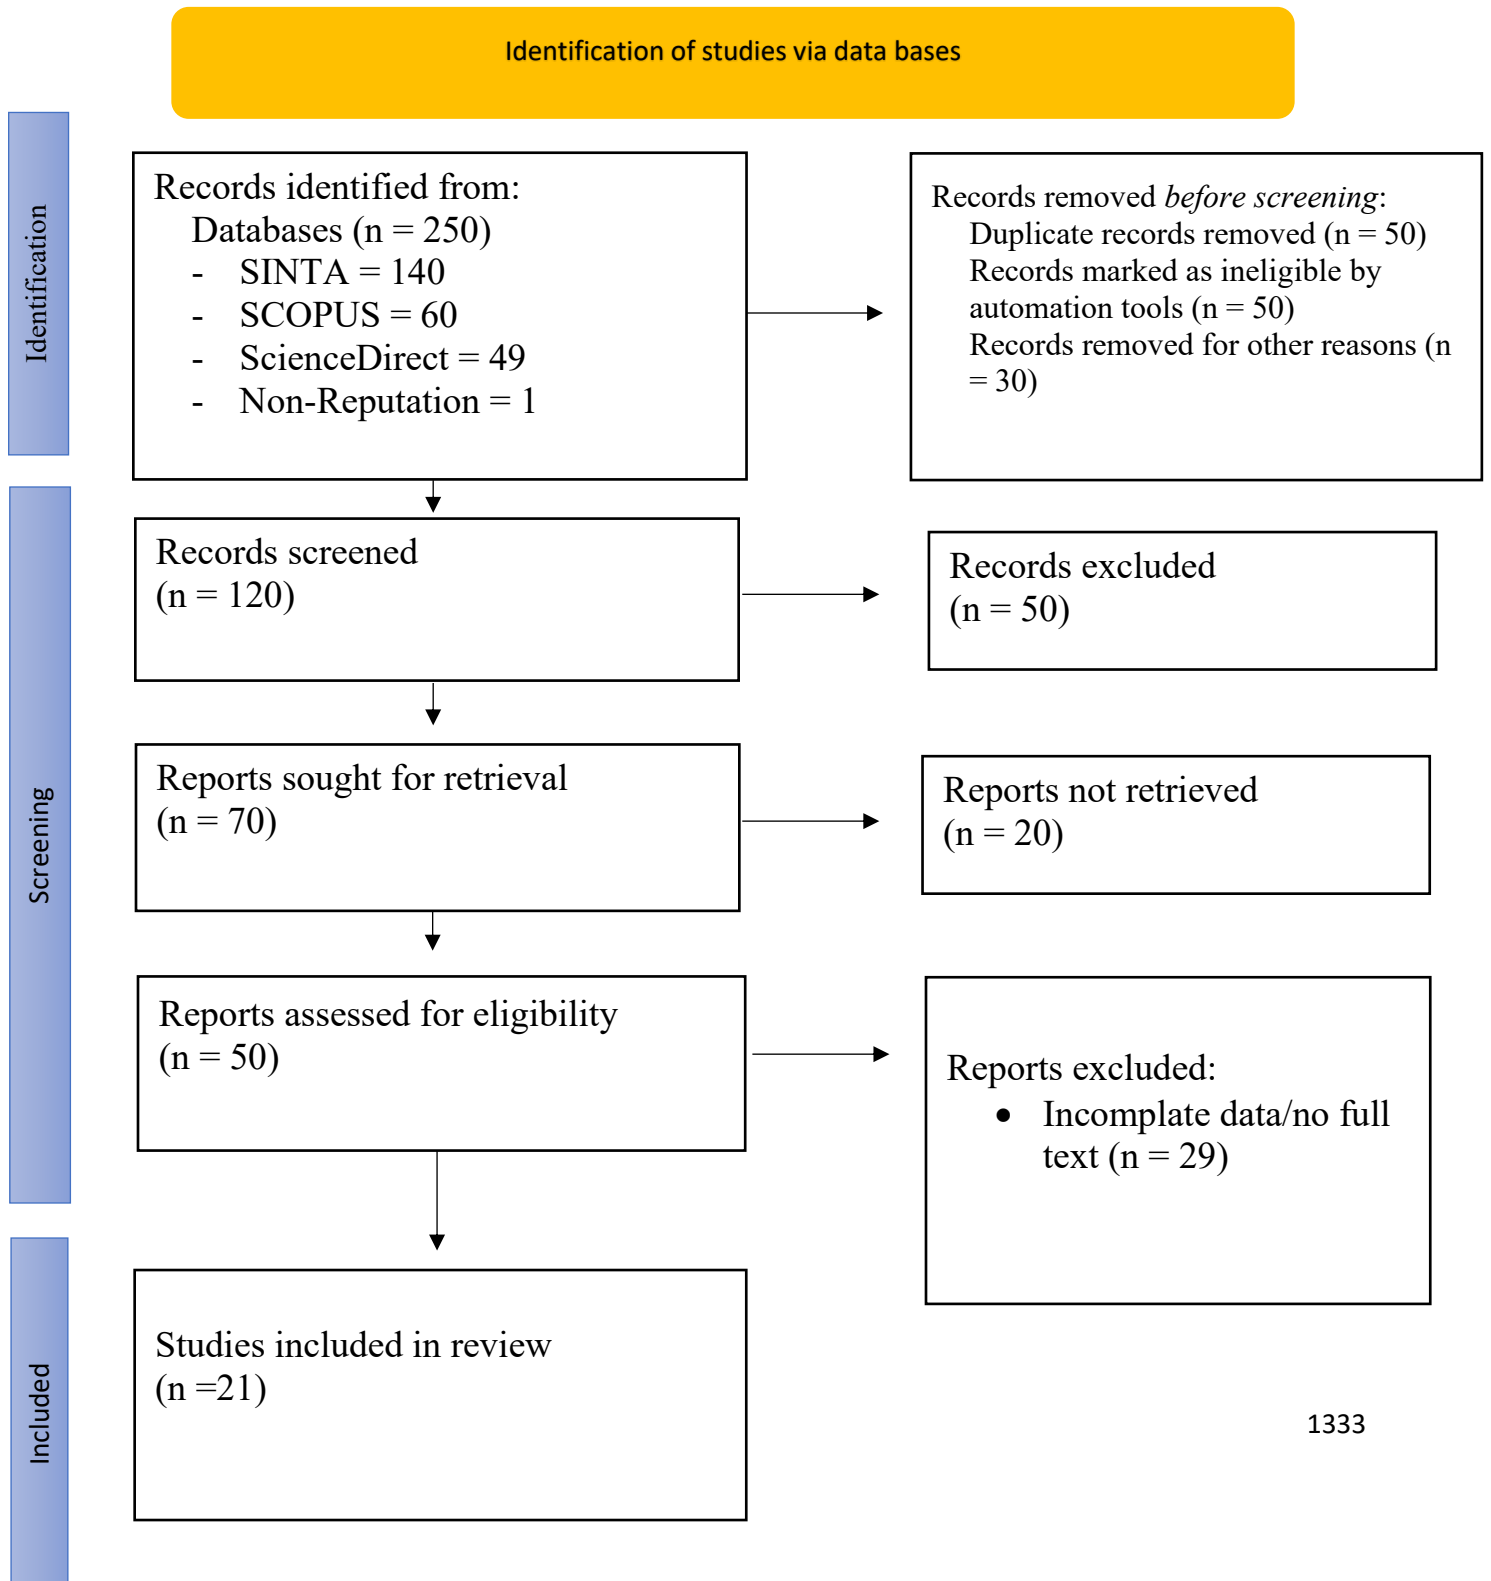 Identification of studies via data bases
Identification
Records identified from:
Databases (n = 250)
- SINTA = 140
- SCOPUS = 60
- ScienceDirect = 49
- Non-Reputation = 1
Records removed before screening:
Duplicate records removed (n = 50)
Records marked as ineligible by
automation tools (n = 50)
Records removed for other reasons (n
= 30)
Screening
Records screened
(n = 120)
Records excluded
(n = 50)
Reports sought for retrieval
(n = 70)
Reports not retrieved
(n = 20)
Reports assessed for eligibility
(n = 50)
Reports excluded:
• Incomplate data/no full
text (n = 29)
Included
Studies included in review
(n =21)
1333